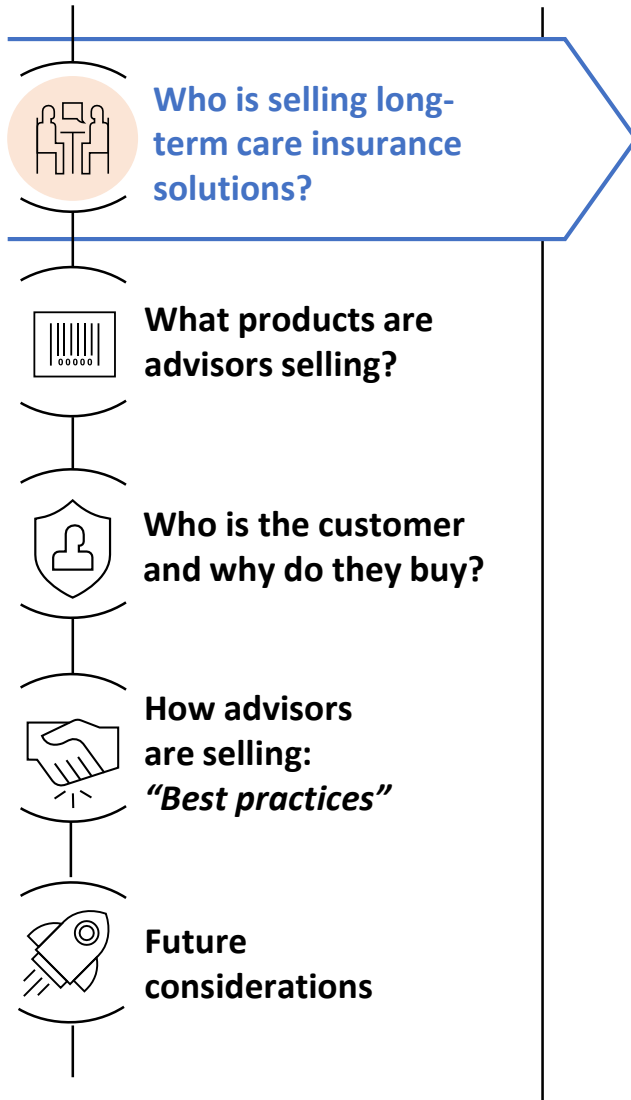 Who is selling long-
term care insurance
solutions?
00000
What products are
advisors selling?
Who is the customer
and why do they buy?
How advisors
are selling:
“Best practices”
Future
considerations